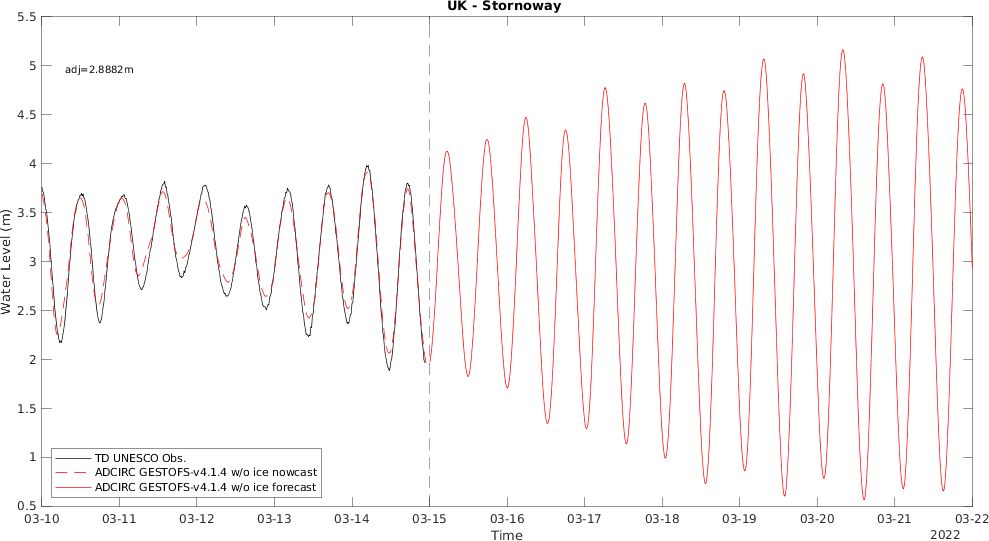 UK - Stornoway
adj=2.8882m
5.5
5
4.5
4
3.5
3
2.5
2
1.5
1
0.5
Water Level (m)
TD UNESCO Obs.
ADCIRC GESTOFS-v4.1.4 w/o ice nowcast
ADCIRC GESTOFS-v4.1.4 w/o ice forecast
03-10 03-11 03-12 03-13 03-14 03-15 03-16 03-17 03-18 03-19 03-20 03-21 03-22
Time
2022